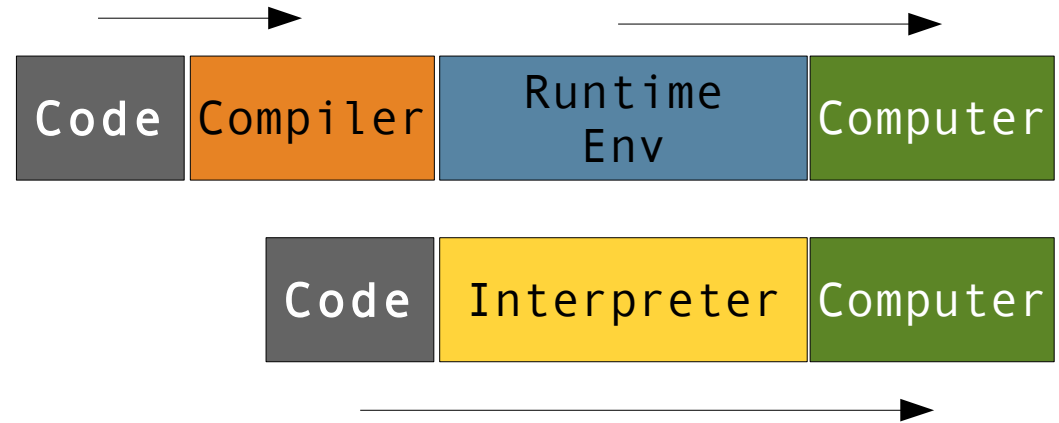 Code
Compiler
Runtime
Env
Computer
Code
Interpreter
Computer